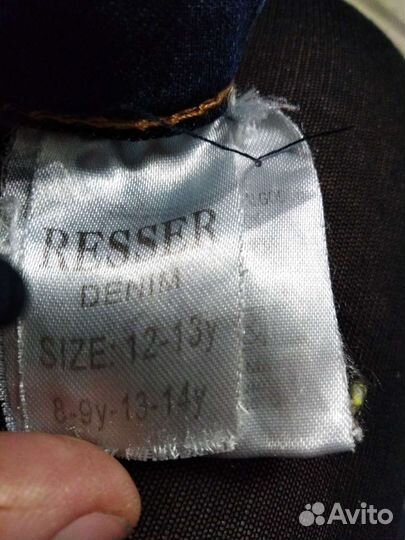 RESSER
DENIM
SIZE: 12-13y
8-9y-13-14y
Avito